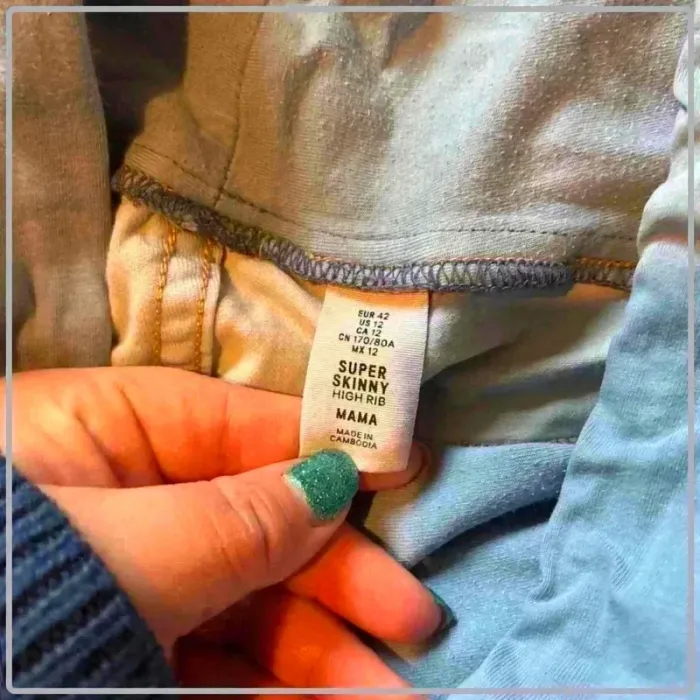 EUR 42
US 12
CA 12
CN 170/80A
MX 12
SUPER
SKINNY
HIGH RIB
MAMA
MADE IN
CAMBODIA